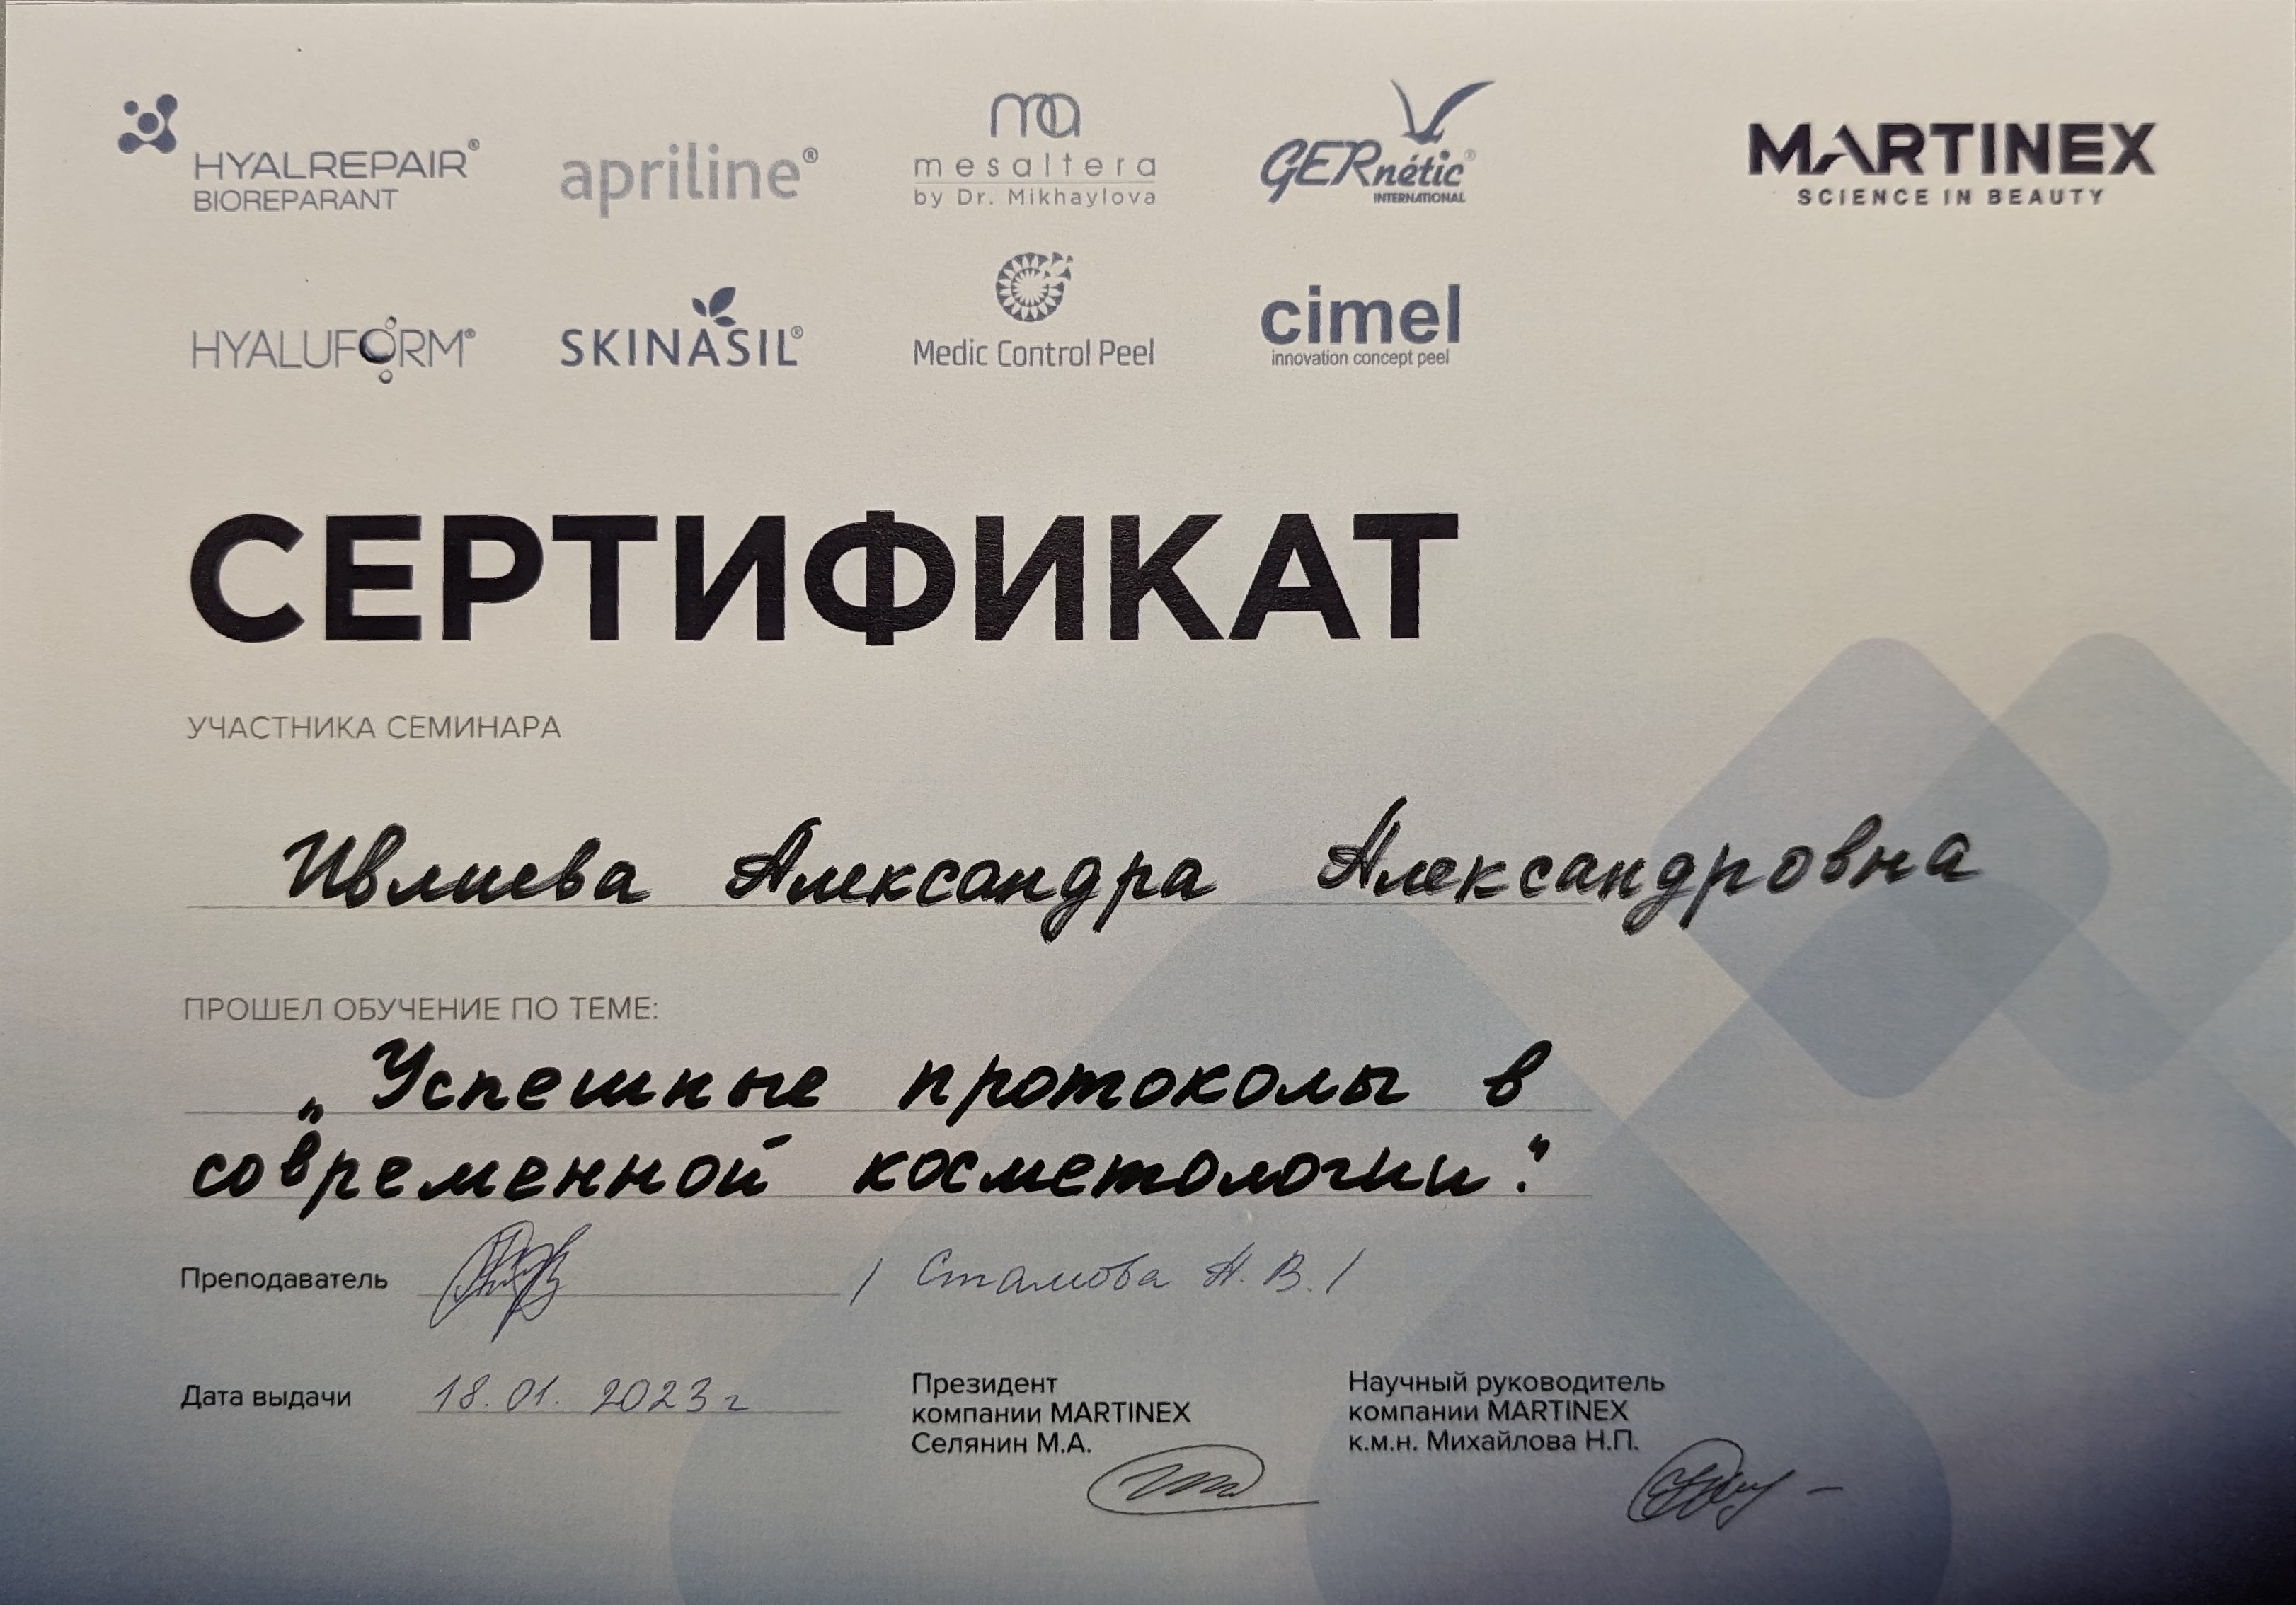 HYALREPAIR®
BIOREPARANT
apriline®
ma
mesaltera
by Dr. Mikhaylova
GERnétic®
INTERNATIONAL
MARTINEX
SCIENCE IN BEAUTY
HYALUFORM®
SKINASIL®
Medic Control Peel
cimel
innovation concept peel
СЕРТИФИКАТ
УЧАСТНИКА СЕМИНАРА
Ивлиева Александра Александровна
ПРОШЕЛ ОБУЧЕНИЕ ПО ТЕМЕ:
„Успешные протоколы в
современной косметологии."
Преподаватель / Стамова А.В. /
Дата выдачи 18.01.2023г
Президент
компании MARTINEX
Селянин М.А.
Научный руководитель
компании MARTINEX
к.м.н. Михайлова Н.П.